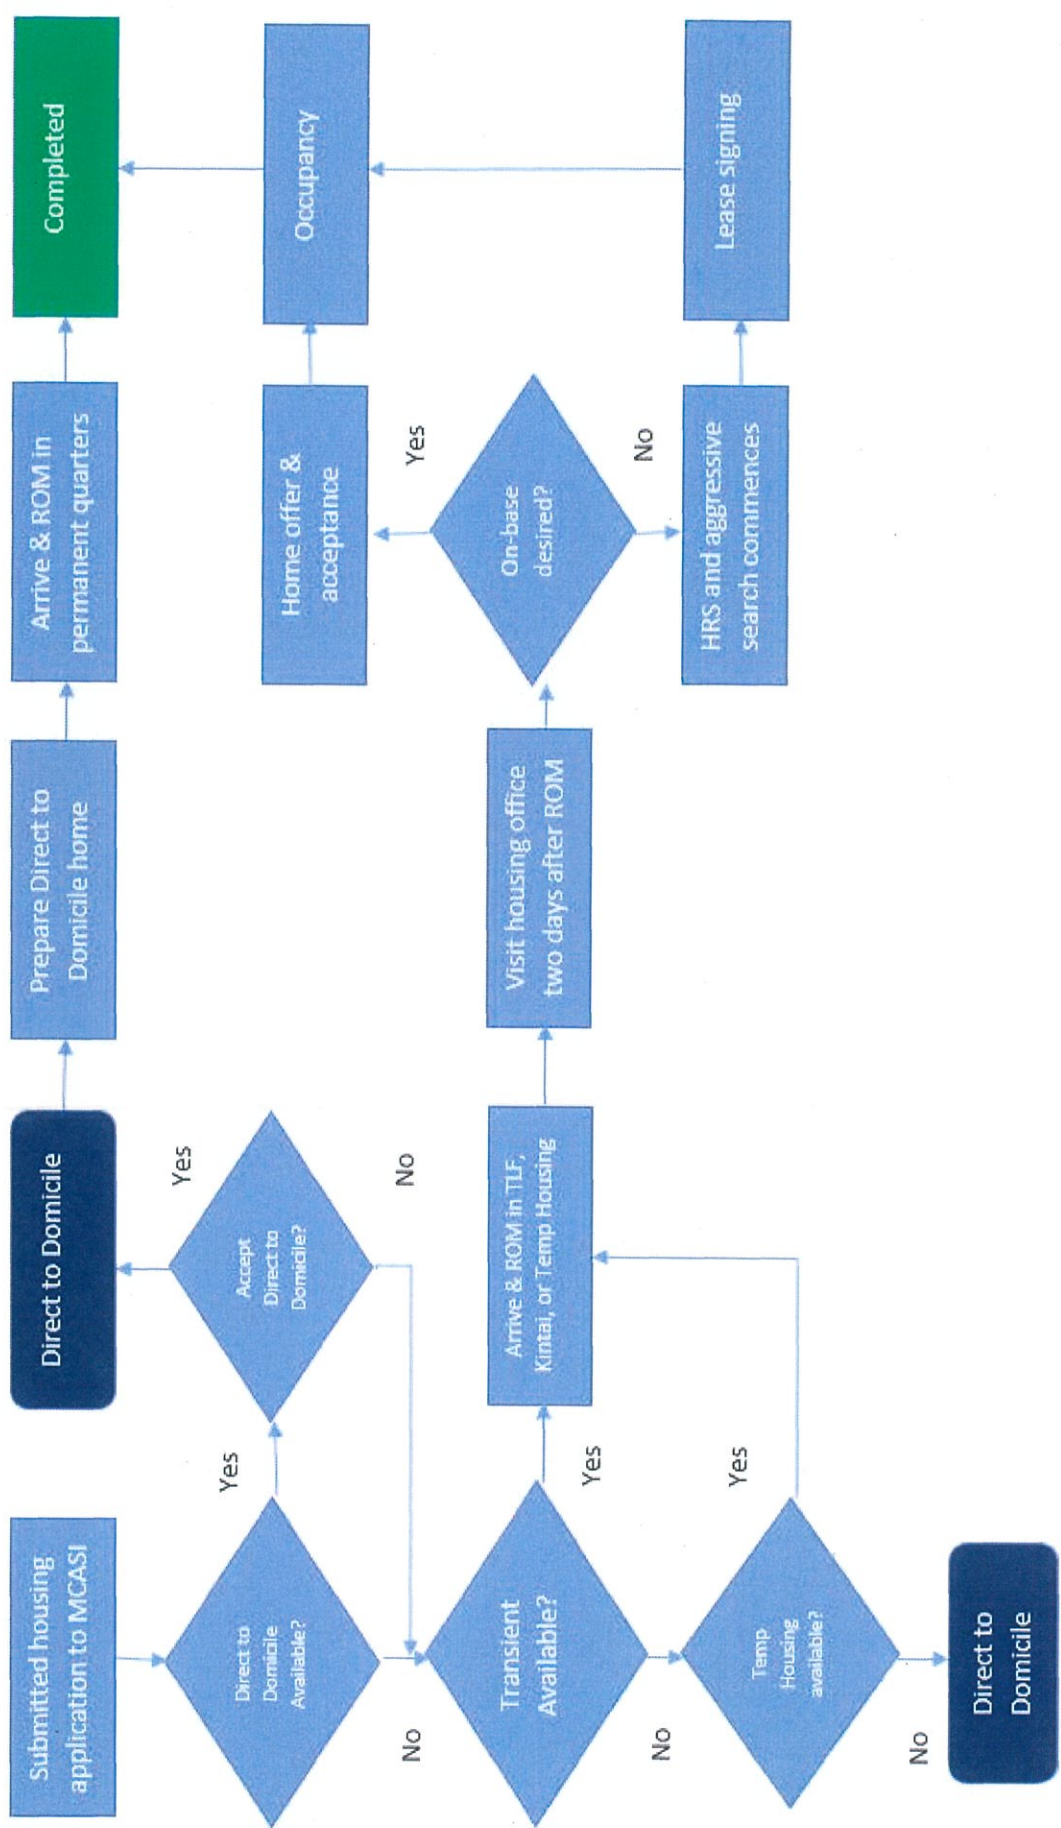 Submitted housing
application to MCASI
Direct to
Domicile
Available?
Yes
No
Accept
Direct to
Domicile?
Yes
No
Direct to Domicile
Prepare Direct to
Domicile home
Arrive & ROM in
permanent quarters
Completed
Transient
Available?
Yes
No
Arrive & ROM in TLF,
Kintai, or Temp Housing
Visit housing office
two days after ROM
On-base
desired?
Yes
No
Home offer &
acceptance
Occupancy
HRS and aggressive
search commences
Lease signing
Temp
Housing
available?
Yes
No
Direct to
Domicile